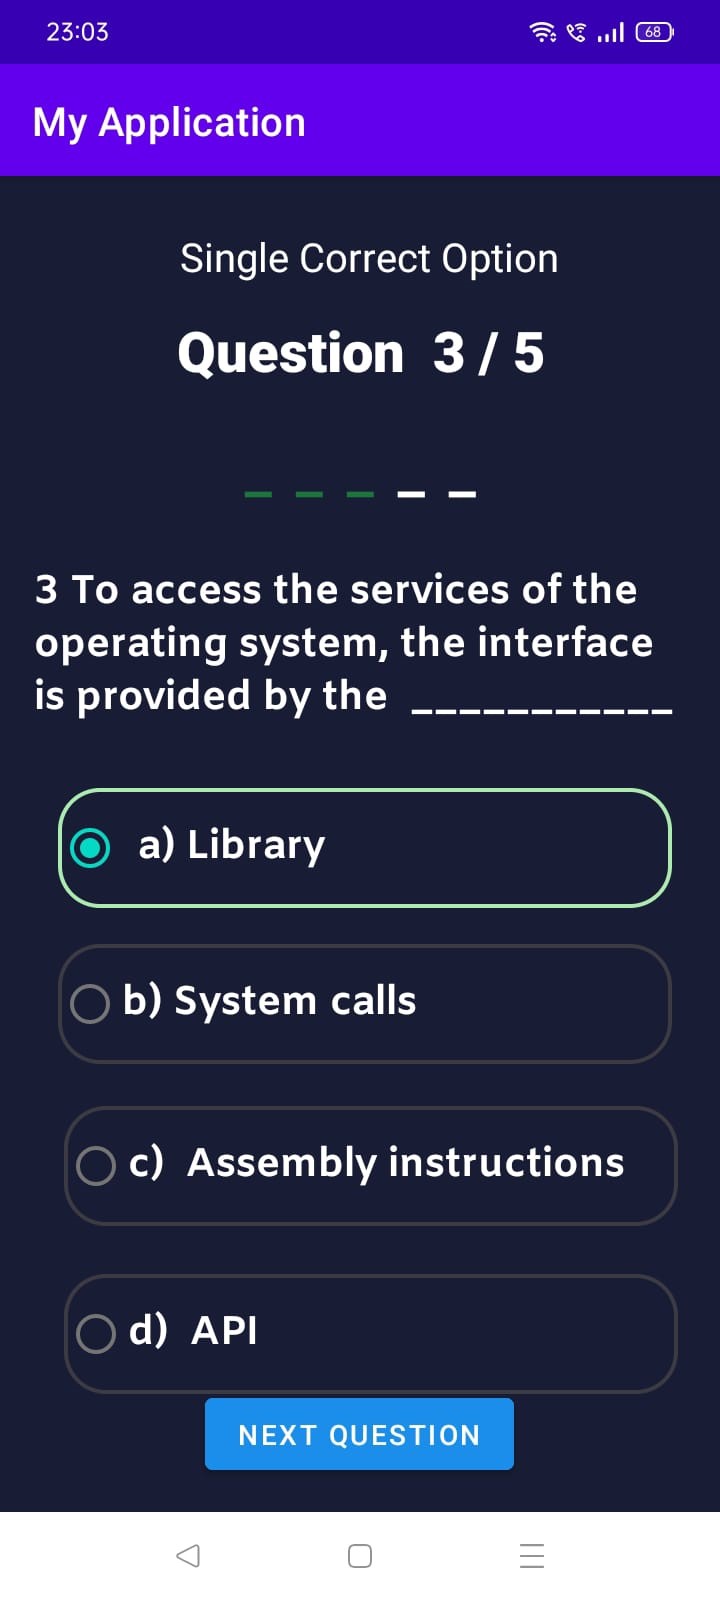 23:03
68
My Application
Single Correct Option
Question 3 / 5
3 To access the services of the
operating system, the interface
is provided by the ___________
a) Library
b) System calls
c) Assembly instructions
d) API
NEXT QUESTION